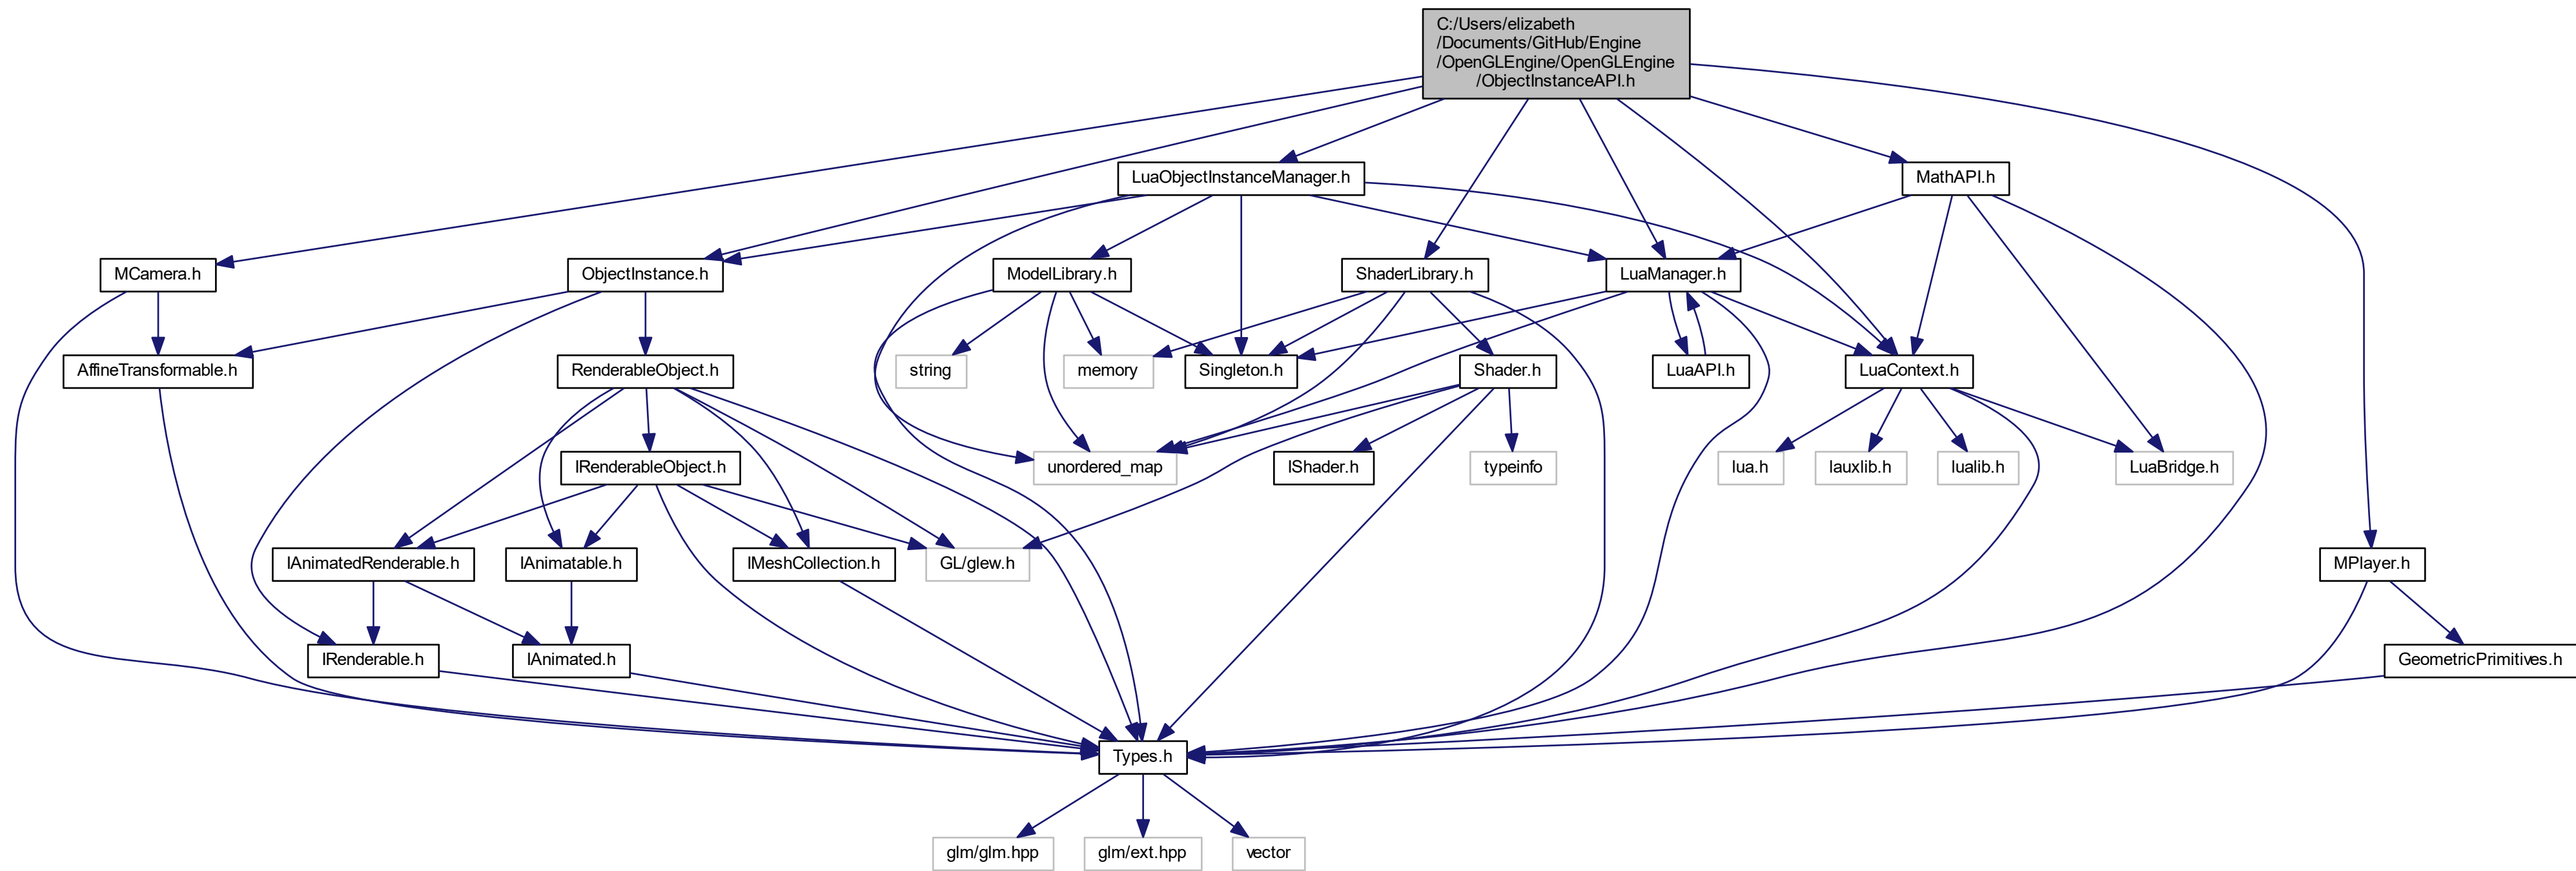 C:/Users/elizabeth
/Documents/GitHub/Engine
/OpenGLEngine/OpenGLEngine
/ObjectInstanceAPI.h
LuaObjectInstanceManager.h
MathAPI.h
MCamera.h
ObjectInstance.h
ModelLibrary.h
ShaderLibrary.h
LuaManager.h
AffineTransformable.h
RenderableObject.h
string
memory
Singleton.h
Shader.h
LuaAPI.h
LuaContext.h
IRenderableObject.h
unordered_map
IShader.h
typeinfo
lua.h
lauxlib.h
lualib.h
LuaBridge.h
IAnimatedRenderable.h
IAnimatable.h
IMeshCollection.h
GL/glew.h
MPlayer.h
IRenderable.h
IAnimated.h
GeometricPrimitives.h
Types.h
glm/glm.hpp
glm/ext.hpp
vector